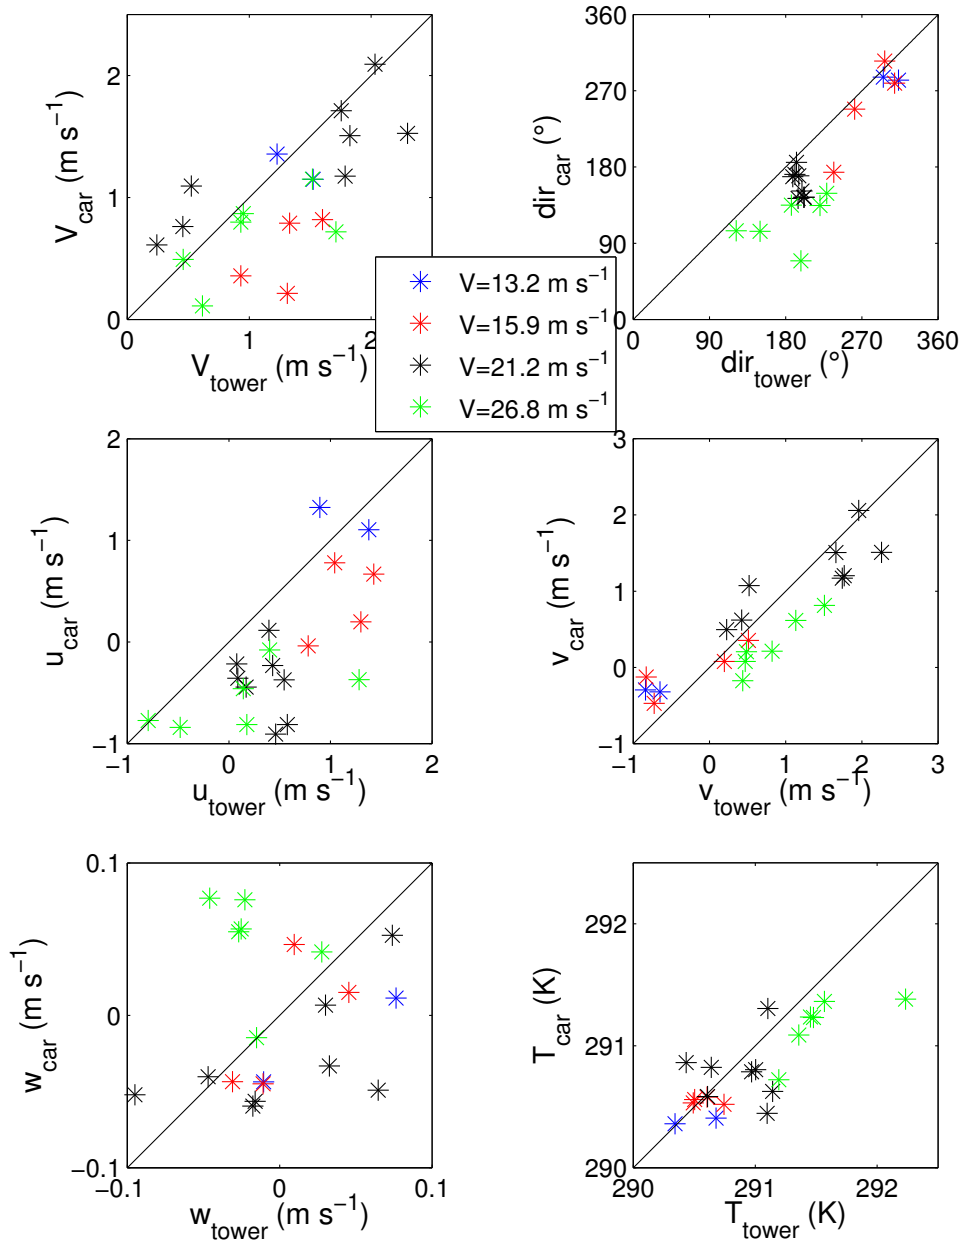 2
1
0
0 1 2
V_car (m s⁻¹)
V_tower (m s⁻¹)
360
270
180
90
0
0 90 180 270 360
dir_car (°)
dir_tower (°)
V=13.2 m s⁻¹
V=15.9 m s⁻¹
V=21.2 m s⁻¹
V=26.8 m s⁻¹
2
1
0
−1
−1 0 1 2
u_car (m s⁻¹)
u_tower (m s⁻¹)
3
2
1
0
−1
−1 0 1 2 3
v_car (m s⁻¹)
v_tower (m s⁻¹)
0.1
0
−0.1
−0.1 0 0.1
w_car (m s⁻¹)
w_tower (m s⁻¹)
292
291
290
290 291 292
T_car (K)
T_tower (K)